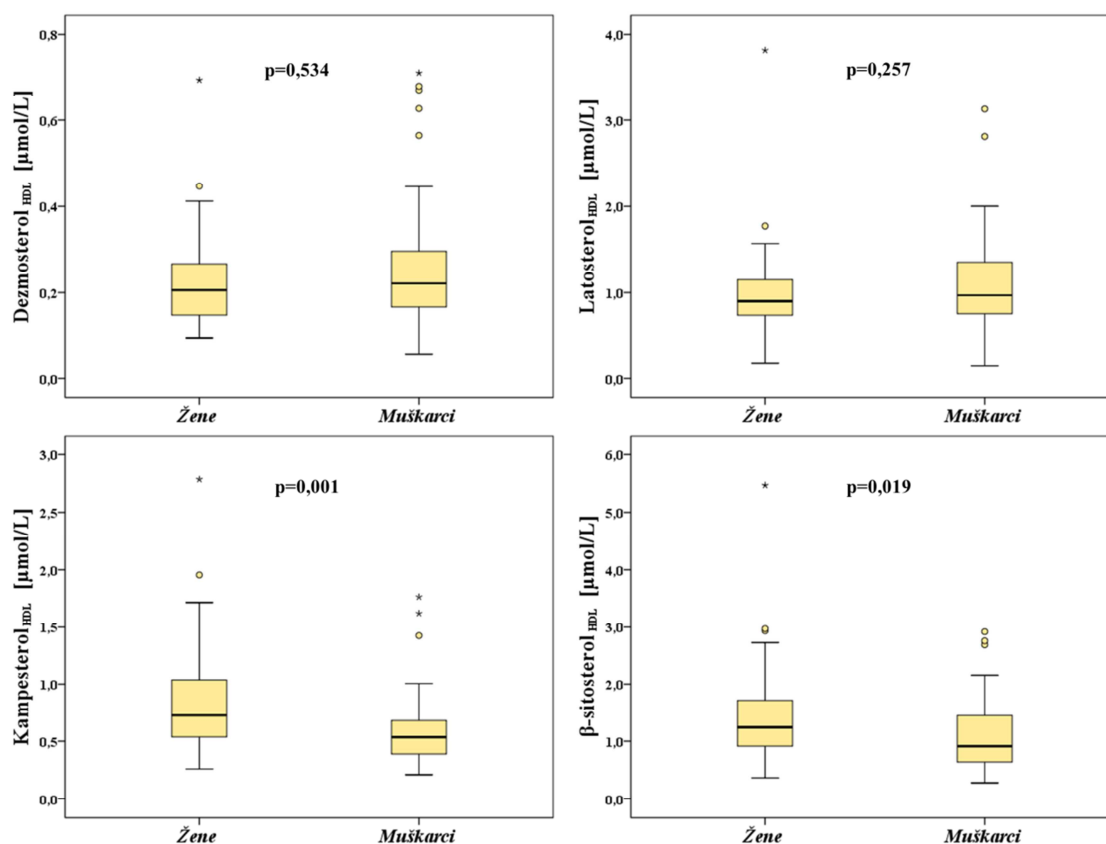 Dezmosterol HDL [µmol/L]
0,8
0,6
0,4
0,2
0,0
p=0,534
Žene Muškarci
Latosterol HDL [µmol/L]
4,0
3,0
2,0
1,0
0,0
p=0,257
Žene Muškarci
Kampesterol HDL [µmol/L]
3,0
2,5
2,0
1,5
1,0
0,5
0,0
p=0,001
Žene Muškarci
β-sitosterol HDL [µmol/L]
6,0
5,0
4,0
3,0
2,0
1,0
0,0
p=0,019
Žene Muškarci